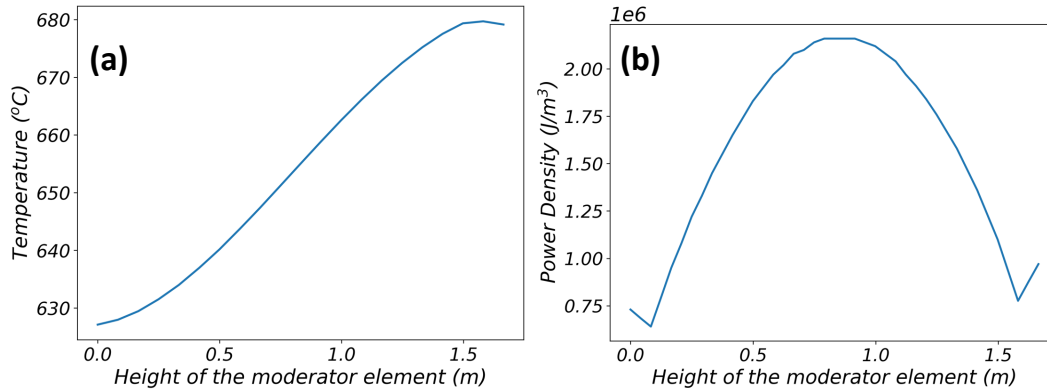 (a)
Temperature (°C)
680
670
660
650
640
630
0.0 0.5 1.0 1.5
Height of the moderator element (m)
1e6
(b)
Power Density (J/m³)
2.00
1.75
1.50
1.25
1.00
0.75
0.0 0.5 1.0 1.5
Height of the moderator element (m)